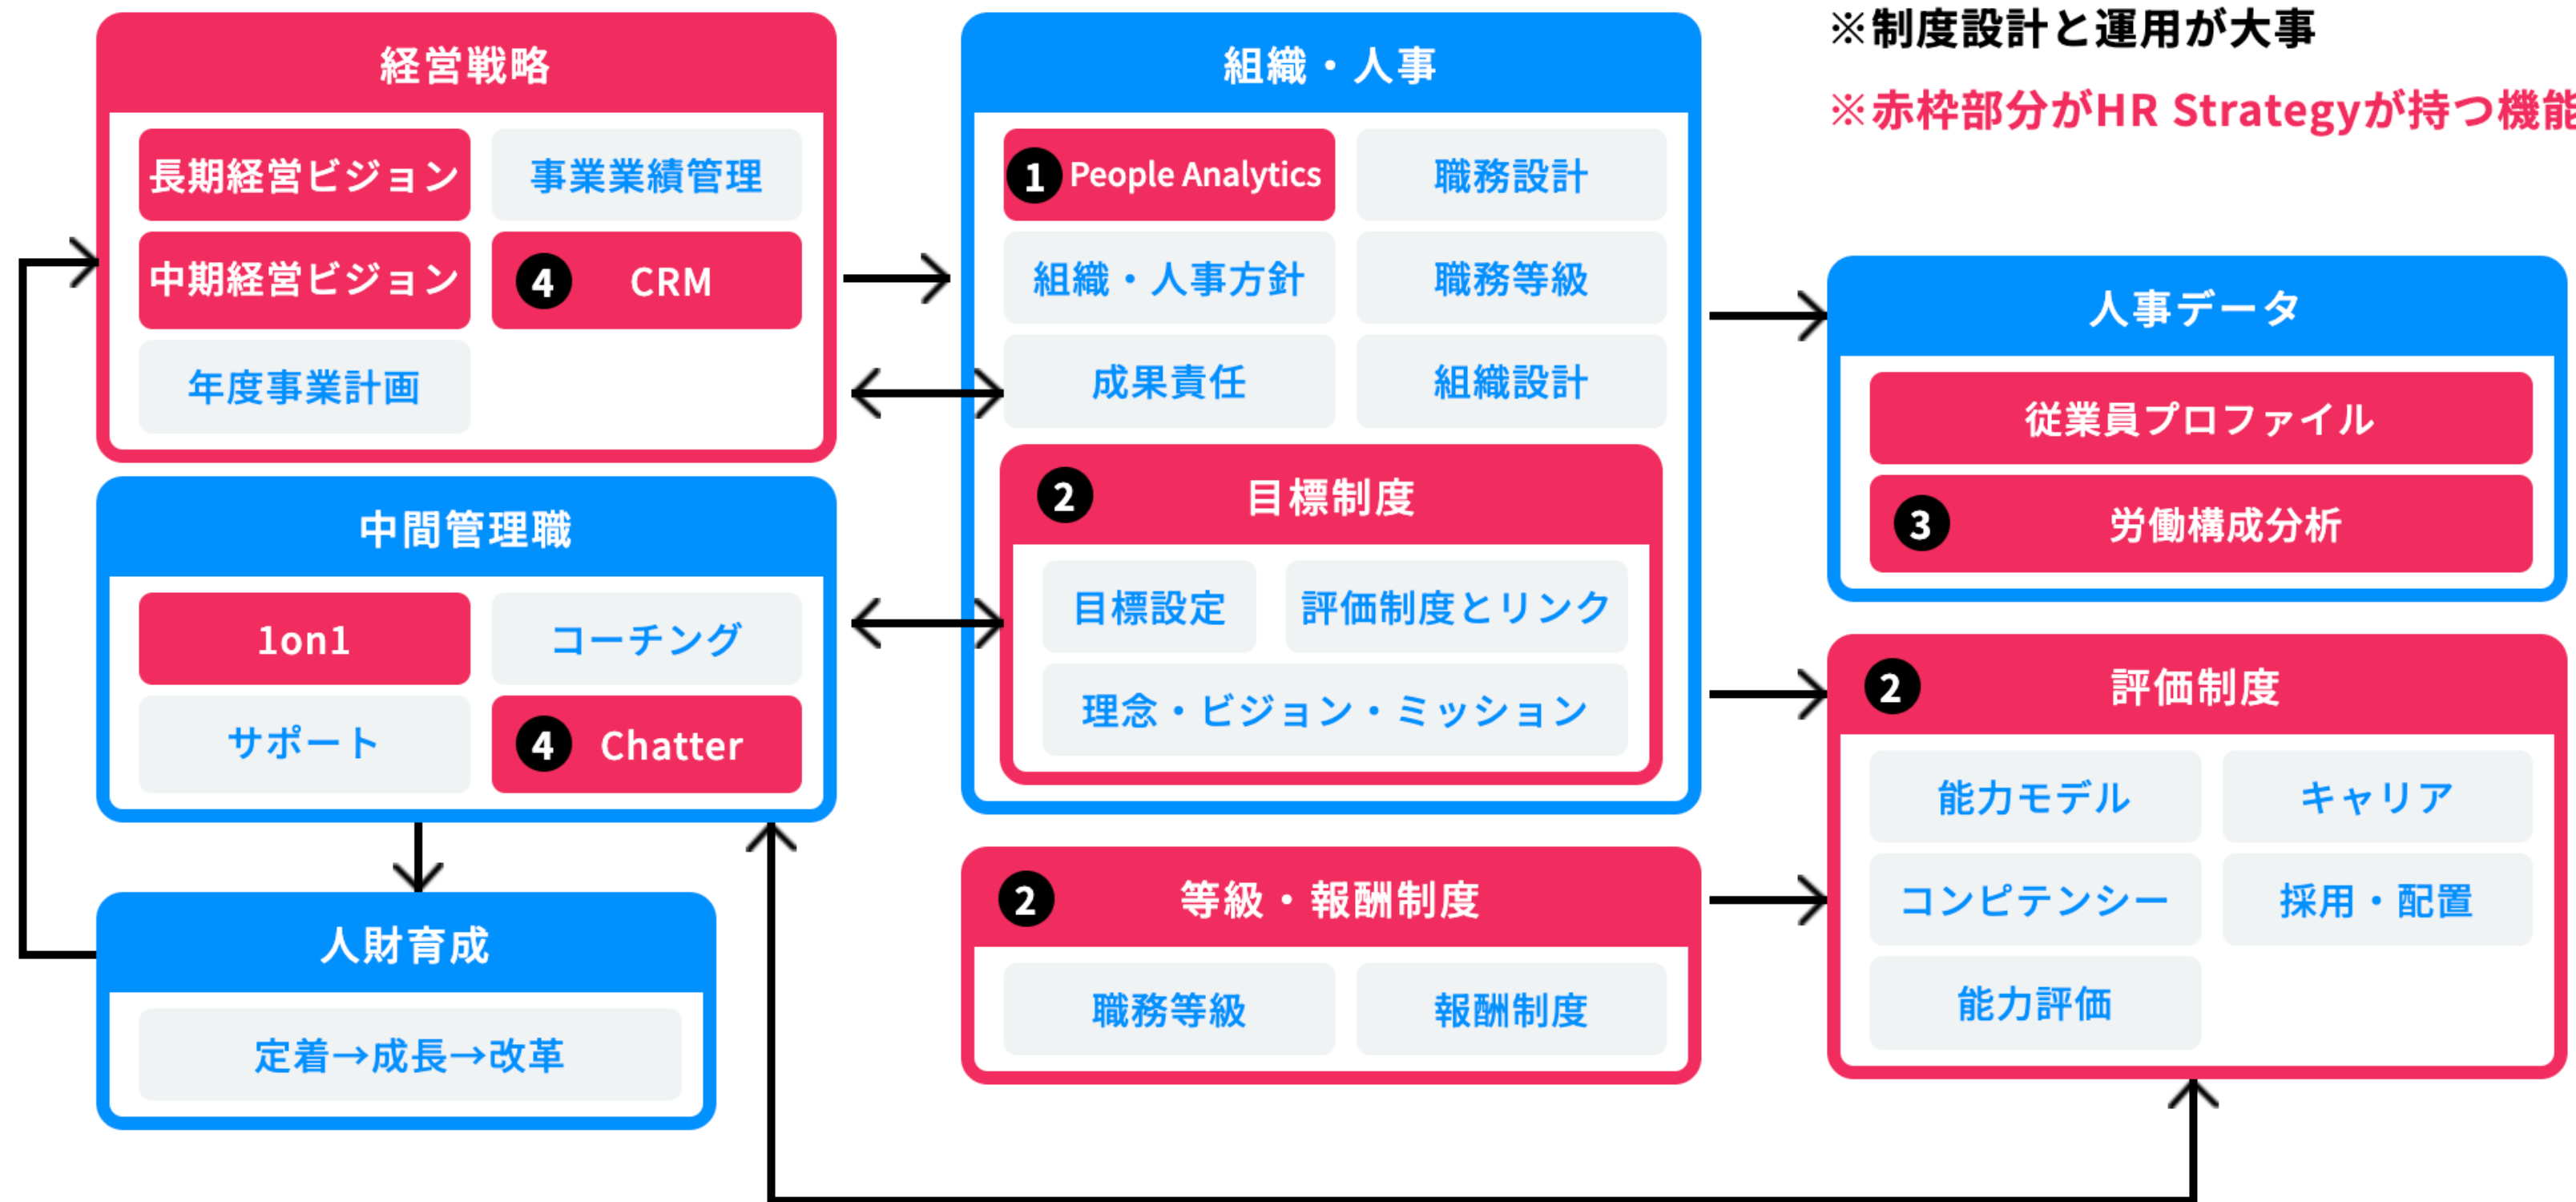 経営戦略
長期経営ビジョン
事業業績管理
中期経営ビジョン
4 CRM
年度事業計画
中間管理職
1on1
コーチング
サポート
4 Chatter
人財育成
定着→成長→改革
組織・人事
1 People Analytics
職務設計
組織・人事方針
職務等級
成果責任
組織設計
2 目標制度
目標設定
評価制度とリンク
理念・ビジョン・ミッション
2 等級・報酬制度
職務等級
報酬制度
※制度設計と運用が大事
※赤枠部分がHR Strategyが持つ機能
人事データ
従業員プロファイル
3 労働構成分析
2 評価制度
能力モデル
キャリア
コンピテンシー
採用・配置
能力評価